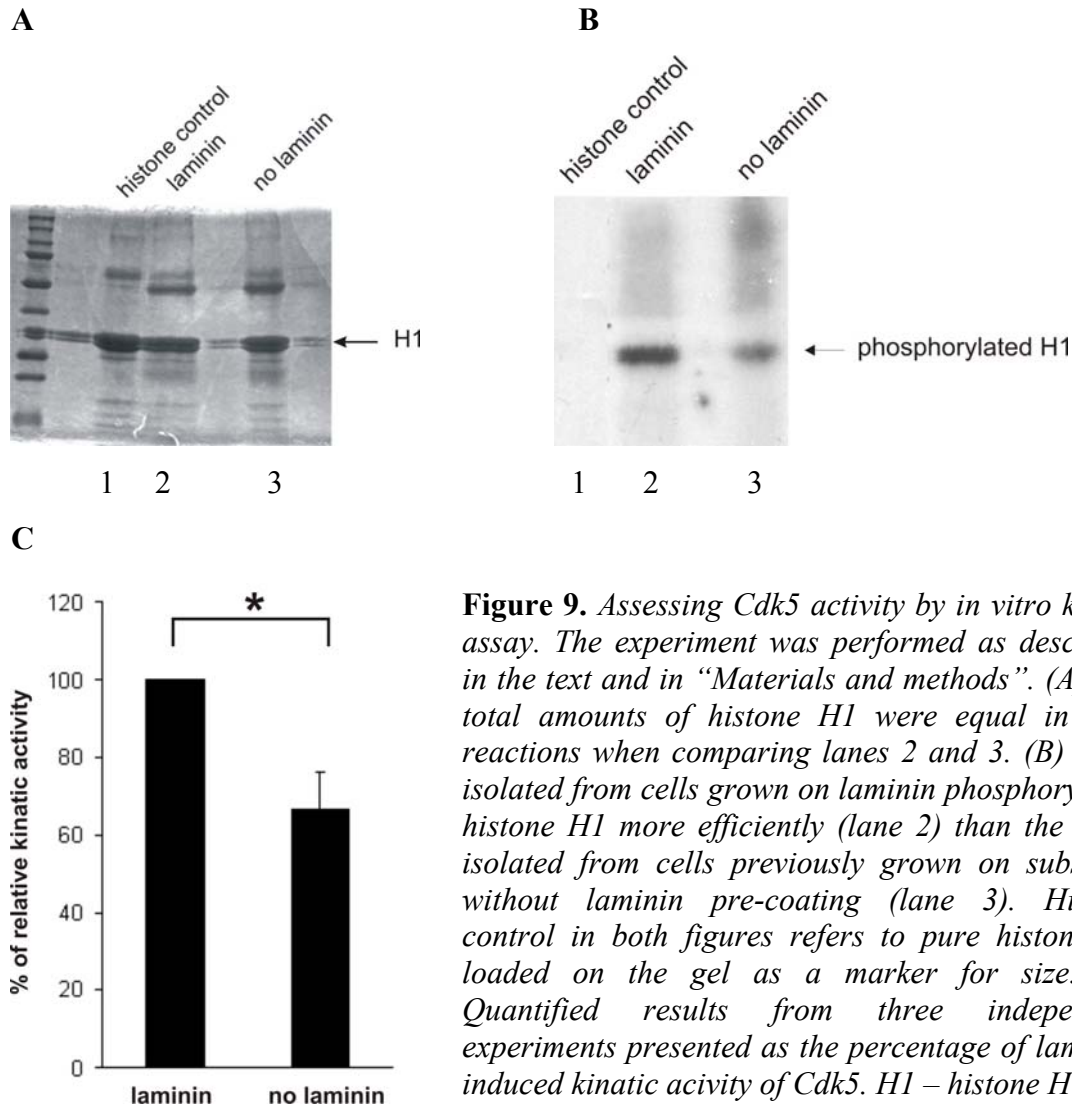 A
B
histone control
laminin
no laminin
histone control
laminin
no laminin
H1
phosphorylated H1
1 2 3
1 2 3
C
120
100
80
60
40
20
0
% of relative kinatic activity
*
laminin no laminin
Figure 9. Assessing Cdk5 activity by in vitro k
assay. The experiment was performed as desc
in the text and in “Materials and methods”. (A
total amounts of histone H1 were equal in
reactions when comparing lanes 2 and 3. (B)
isolated from cells grown on laminin phosphory
histone H1 more efficiently (lane 2) than the
isolated from cells previously grown on subs
without laminin pre-coating (lane 3). Hi
control in both figures refers to pure histon
loaded on the gel as a marker for size.
Quantified results from three indepe
experiments presented as the percentage of lam
induced kinatic acivity of Cdk5. H1 – histone H